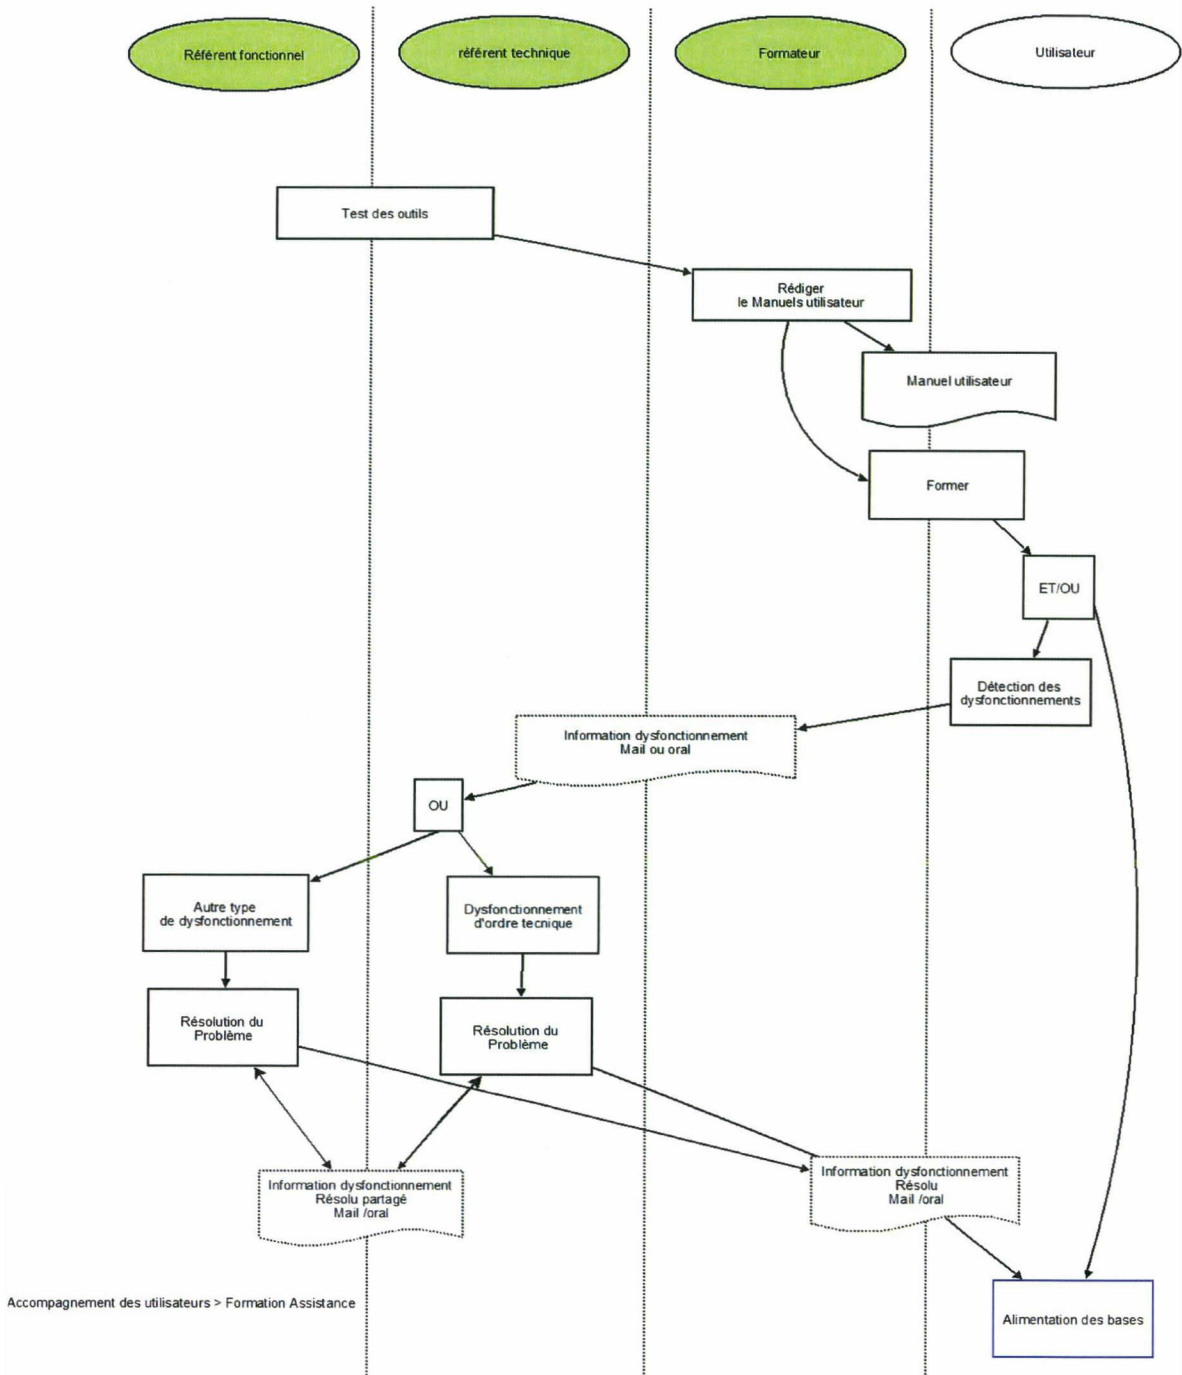 Référent fonctionnel
référent technique
Formateur
Utilisateur
Test des outils
Rédiger
le Manuels utilisateur
Manuel utilisateur
Former
ET/OU
Détection des
dysfonctionnements
Information dysfonctionnement
Mail ou oral
OU
Autre type
de dysfonctionnement
Dysfonctionnement
d'ordre tecnique
Résolution du
Problème
Résolution du
Problème
Information dysfonctionnement
Résolu partagé
Mail /oral
Information dysfonctionnement
Résolu
Mail /oral
Accompagnement des utilisateurs > Formation Assistance
Alimentation des bases